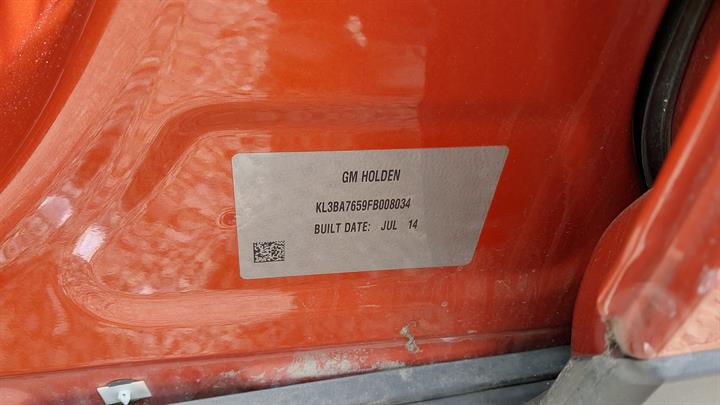 GM HOLDEN
KL3BA7659FB008034
BUILT DATE: JUL 14